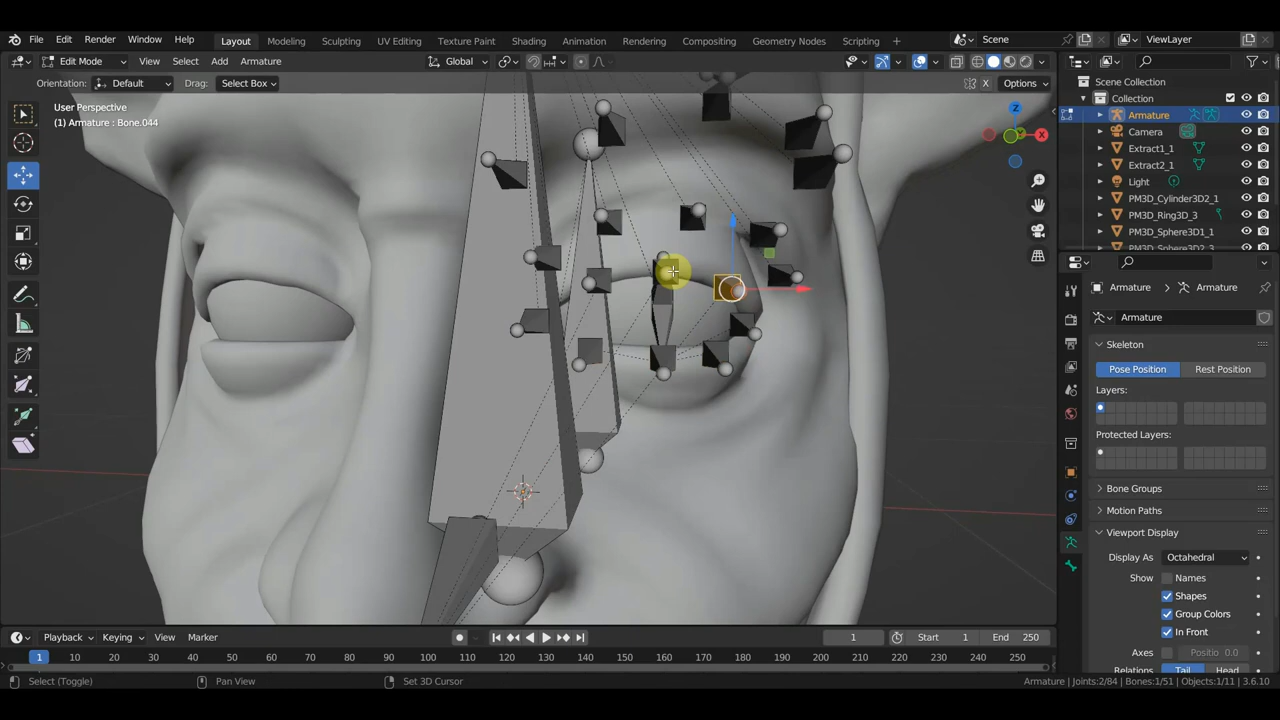 File Edit Render Window Help Layout Modeling Sculpting UV Editing Texture Paint Shading Animation Rendering Compositing Geometry Nodes Scripting + Scene ViewLayer
Edit Mode View Select Add Armature Global
Orientation: Default Drag: Select Box X Options
User Perspective
(1) Armature : Bone.044
Z
X
Scene Collection
Collection
Armature
Camera
Extract1_1
Extract2_1
Light
PM3D_Cylinder3D2_1
PM3D_Ring3D_3
PM3D_Sphere3D1_1
PM3D_Sphere3D2_3
Armature Armature
Armature
Skeleton
Pose Position Rest Position
Layers:
Protected Layers:
Bone Groups
Motion Paths
Viewport Display
Display As Octahedral
Show Names
Shapes
Group Colors
In Front
Axes Positio 0.0
Relations Tail Head
Playback Keying View Marker 1 Start 1 End 250
1 10 20 30 40 50 60 70 80 90 100 110 120 130 140 150 160 170 180 190 200 210 220 230 240 250
Select (Toggle) Pan View Set 3D Cursor Armature | Joints:2/84 | Bones:1/51 | Objects:1/11 | 3.6.10